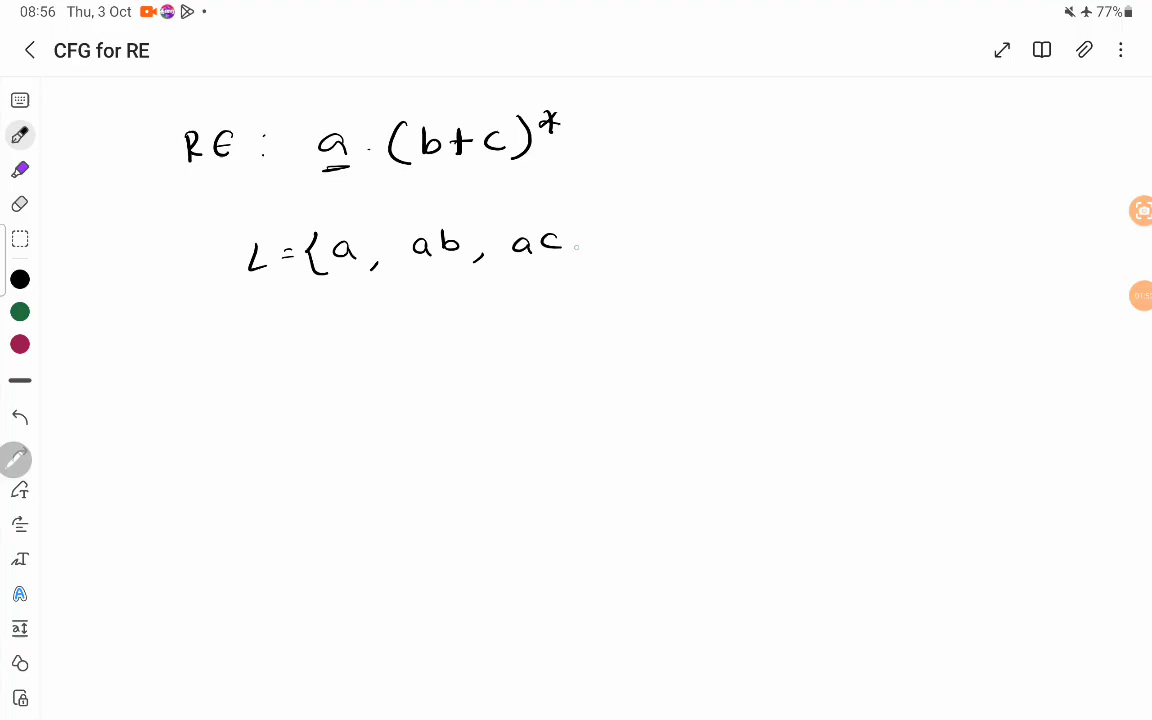 08:56 Thu, 3 Oct 77%
CFG for RE
RE : a . (b+c)*
L = {a, ab, ac